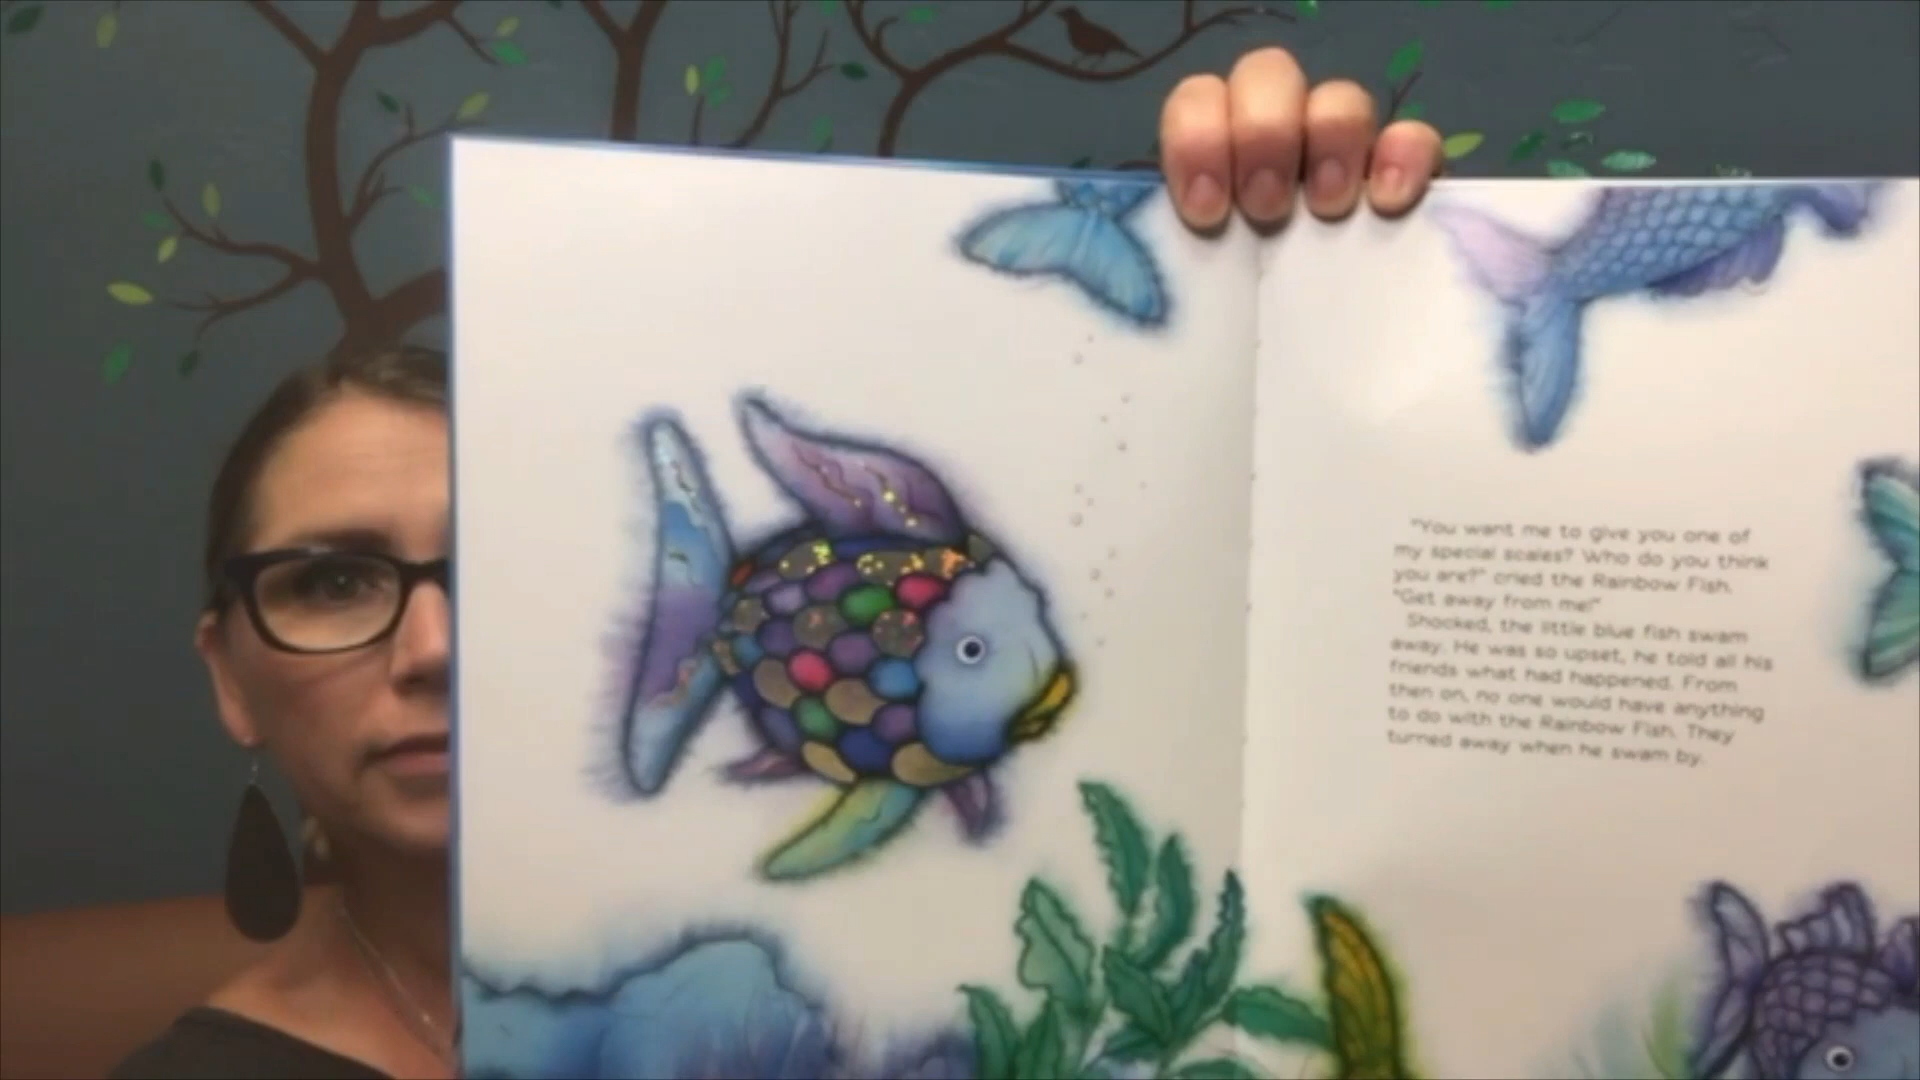 "You want me to give you one of
my special scales? Who do you think
you are?" cried the Rainbow Fish.
"Get away from me!"
Shocked, the little blue fish swam
away. He was so upset, he told all his
friends what had happened. From
then on, no one would have anything
to do with the Rainbow Fish. They
turned away when he swam by.